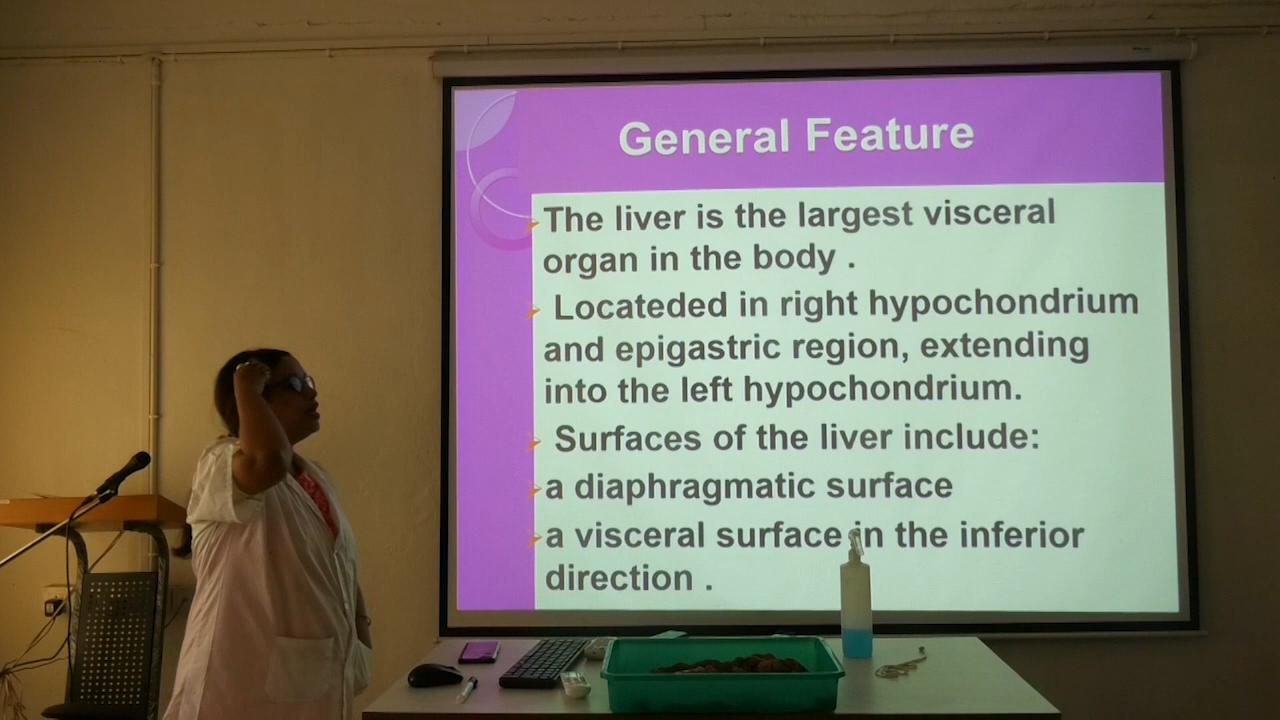 General Feature
The liver is the largest visceral
organ in the body .
Locateded in right hypochondrium
and epigastric region, extending
into the left hypochondrium.
Surfaces of the liver include:
a diaphragmatic surface
a visceral surface in the inferior
direction .